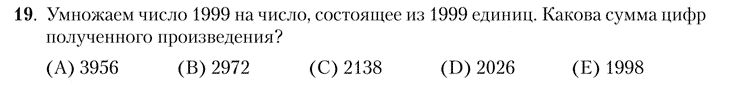 19. Умножаем число 1999 на число, состоящее из 1999 единиц. Какова сумма цифр
полученного произведения?
(A) 3956 (B) 2972 (C) 2138 (D) 2026 (E) 1998